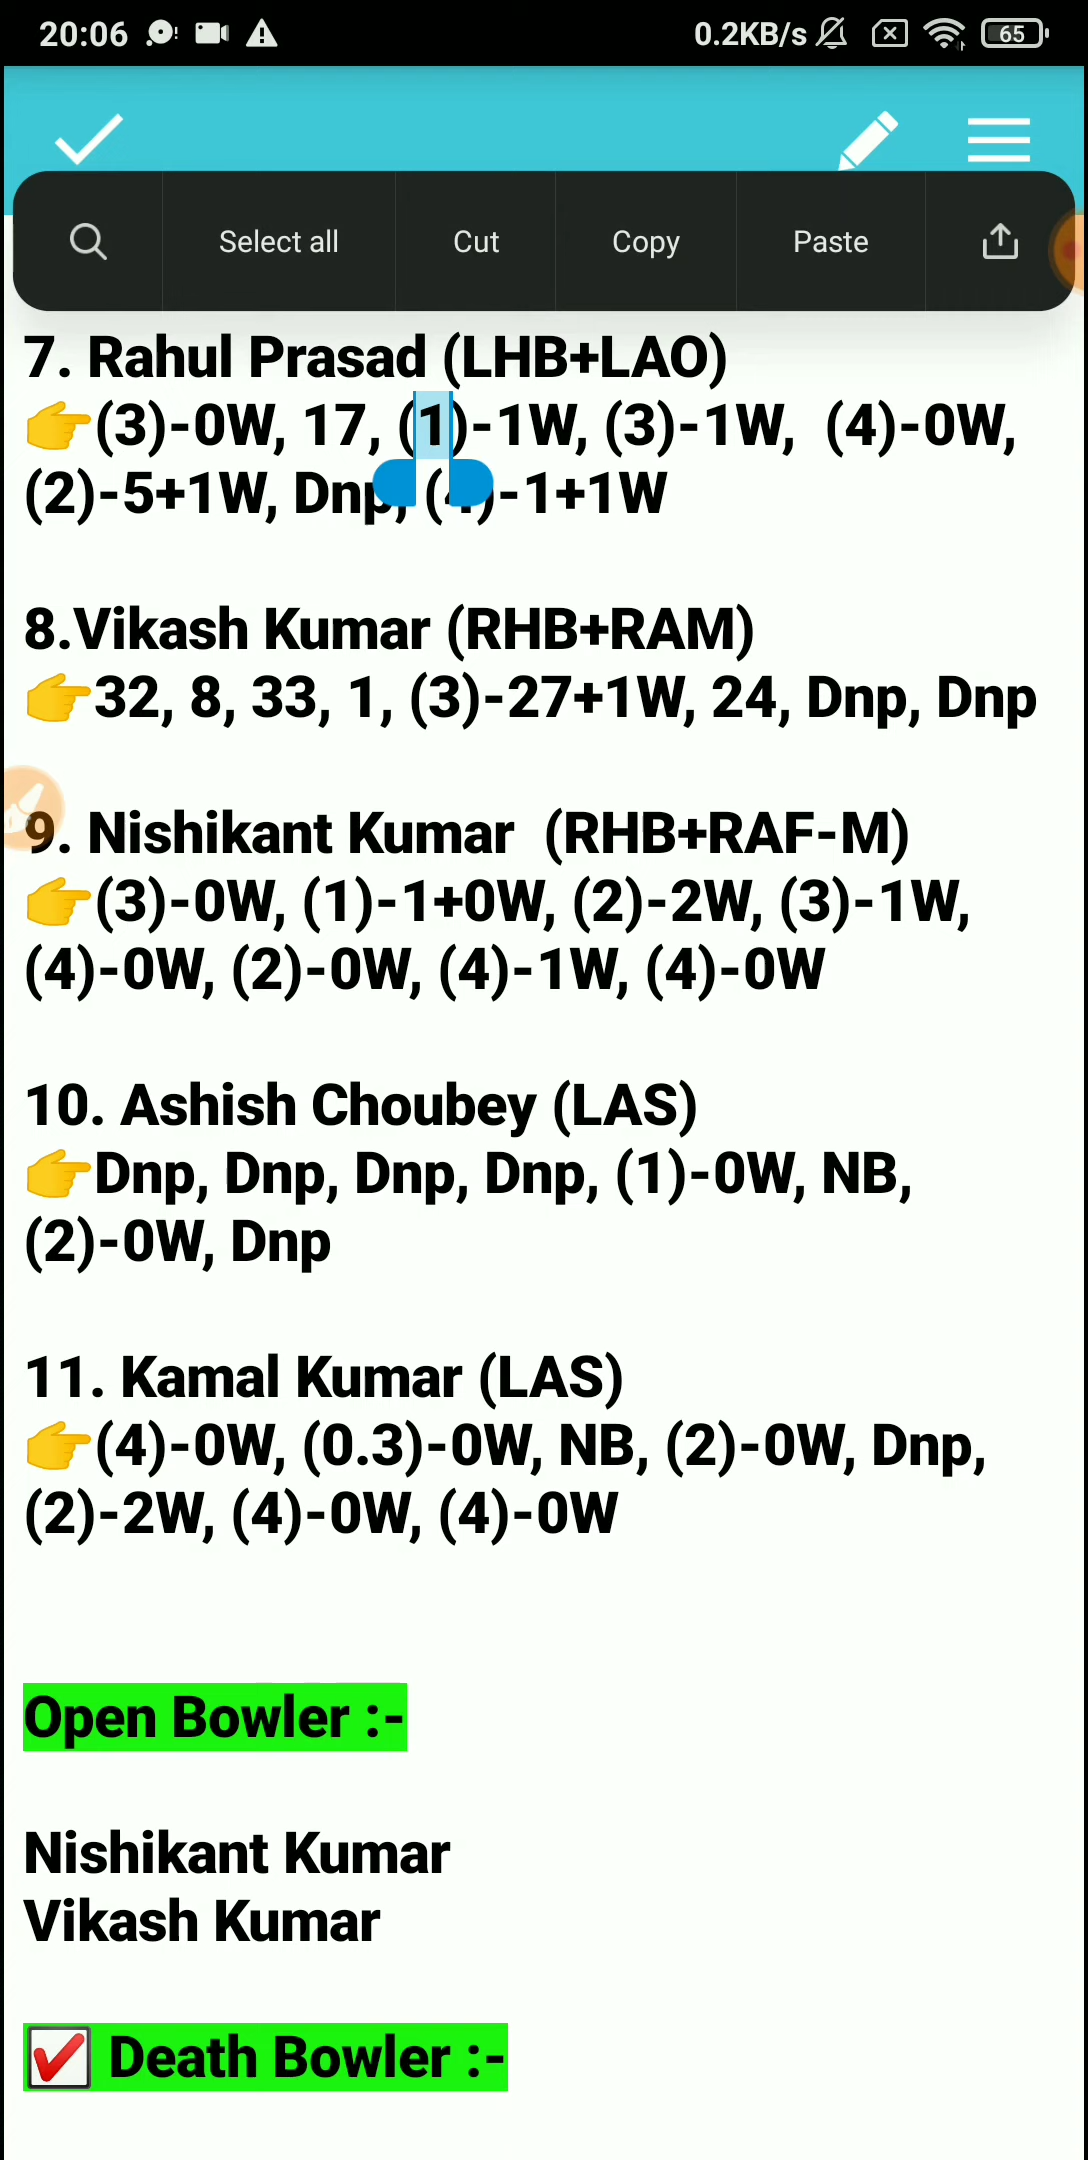 20:06 0.2KB/s 65
Select all Cut Copy Paste
7. Rahul Prasad (LHB+LAO)
👉(3)-0W, 17, (1)-1W, (3)-1W, (4)-0W,
(2)-5+1W, Dnp, (4)-1+1W
8.Vikash Kumar (RHB+RAM)
👉32, 8, 33, 1, (3)-27+1W, 24, Dnp, Dnp
9. Nishikant Kumar (RHB+RAF-M)
👉(3)-0W, (1)-1+0W, (2)-2W, (3)-1W,
(4)-0W, (2)-0W, (4)-1W, (4)-0W
10. Ashish Choubey (LAS)
👉Dnp, Dnp, Dnp, Dnp, (1)-0W, NB,
(2)-0W, Dnp
11. Kamal Kumar (LAS)
👉(4)-0W, (0.3)-0W, NB, (2)-0W, Dnp,
(2)-2W, (4)-0W, (4)-0W
Open Bowler :-
Nishikant Kumar
Vikash Kumar
☑ Death Bowler :-